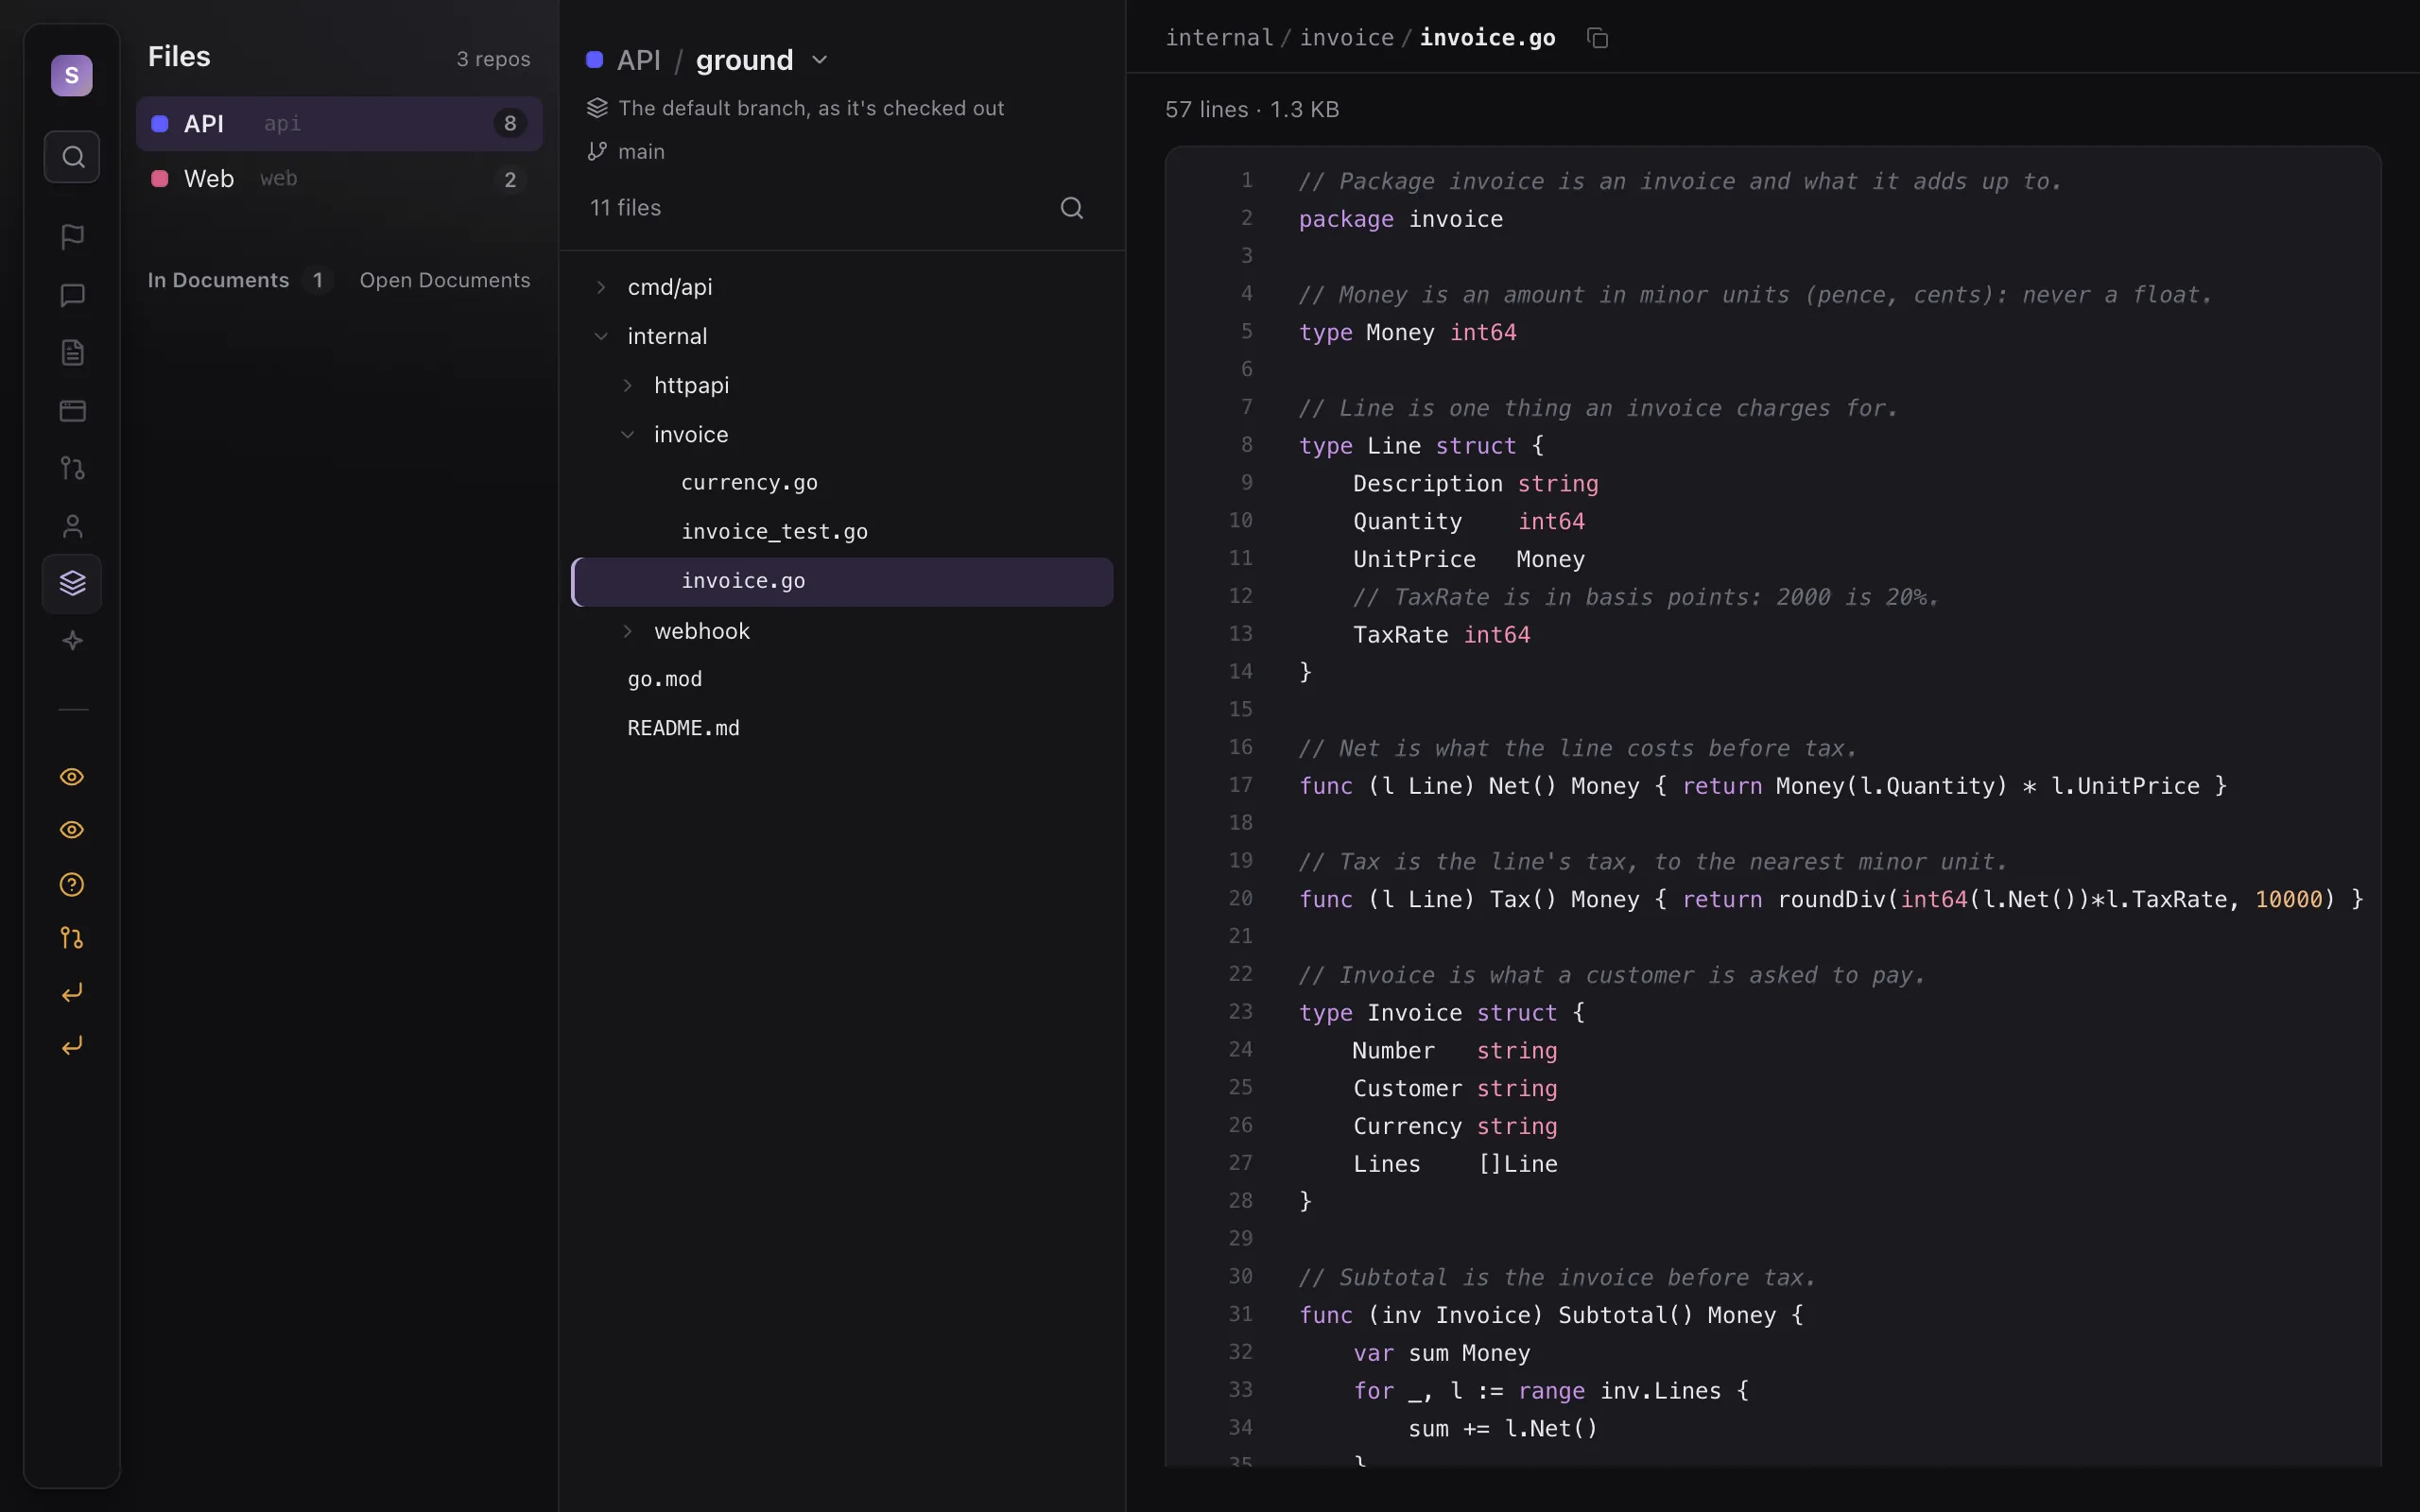 S
Files
3 repos
API api 8
Web web 2
In Documents 1 Open Documents
API / ground
The default branch, as it's checked out
main
11 files
cmd/api
internal
httpapi
invoice
currency.go
invoice_test.go
invoice.go
webhook
go.mod
README.md
internal/invoice/invoice.go
57 lines · 1.3 KB
1 // Package invoice is an invoice and what it adds up to.
2 package invoice
3
4 // Money is an amount in minor units (pence, cents): never a float.
5 type Money int64
6
7 // Line is one thing an invoice charges for.
8 type Line struct {
9     Description string
10     Quantity    int64
11     UnitPrice   Money
12     // TaxRate is in basis points: 2000 is 20%.
13     TaxRate int64
14 }
15
16 // Net is what the line costs before tax.
17 func (l Line) Net() Money { return Money(l.Quantity) * l.UnitPrice }
18
19 // Tax is the line's tax, to the nearest minor unit.
20 func (l Line) Tax() Money { return roundDiv(int64(l.Net())*l.TaxRate, 10000) }
21
22 // Invoice is what a customer is asked to pay.
23 type Invoice struct {
24     Number   string
25     Customer string
26     Currency string
27     Lines    []Line
28 }
29
30 // Subtotal is the invoice before tax.
31 func (inv Invoice) Subtotal() Money {
32     var sum Money
33     for _, l := range inv.Lines {
34         sum += l.Net()
35     }